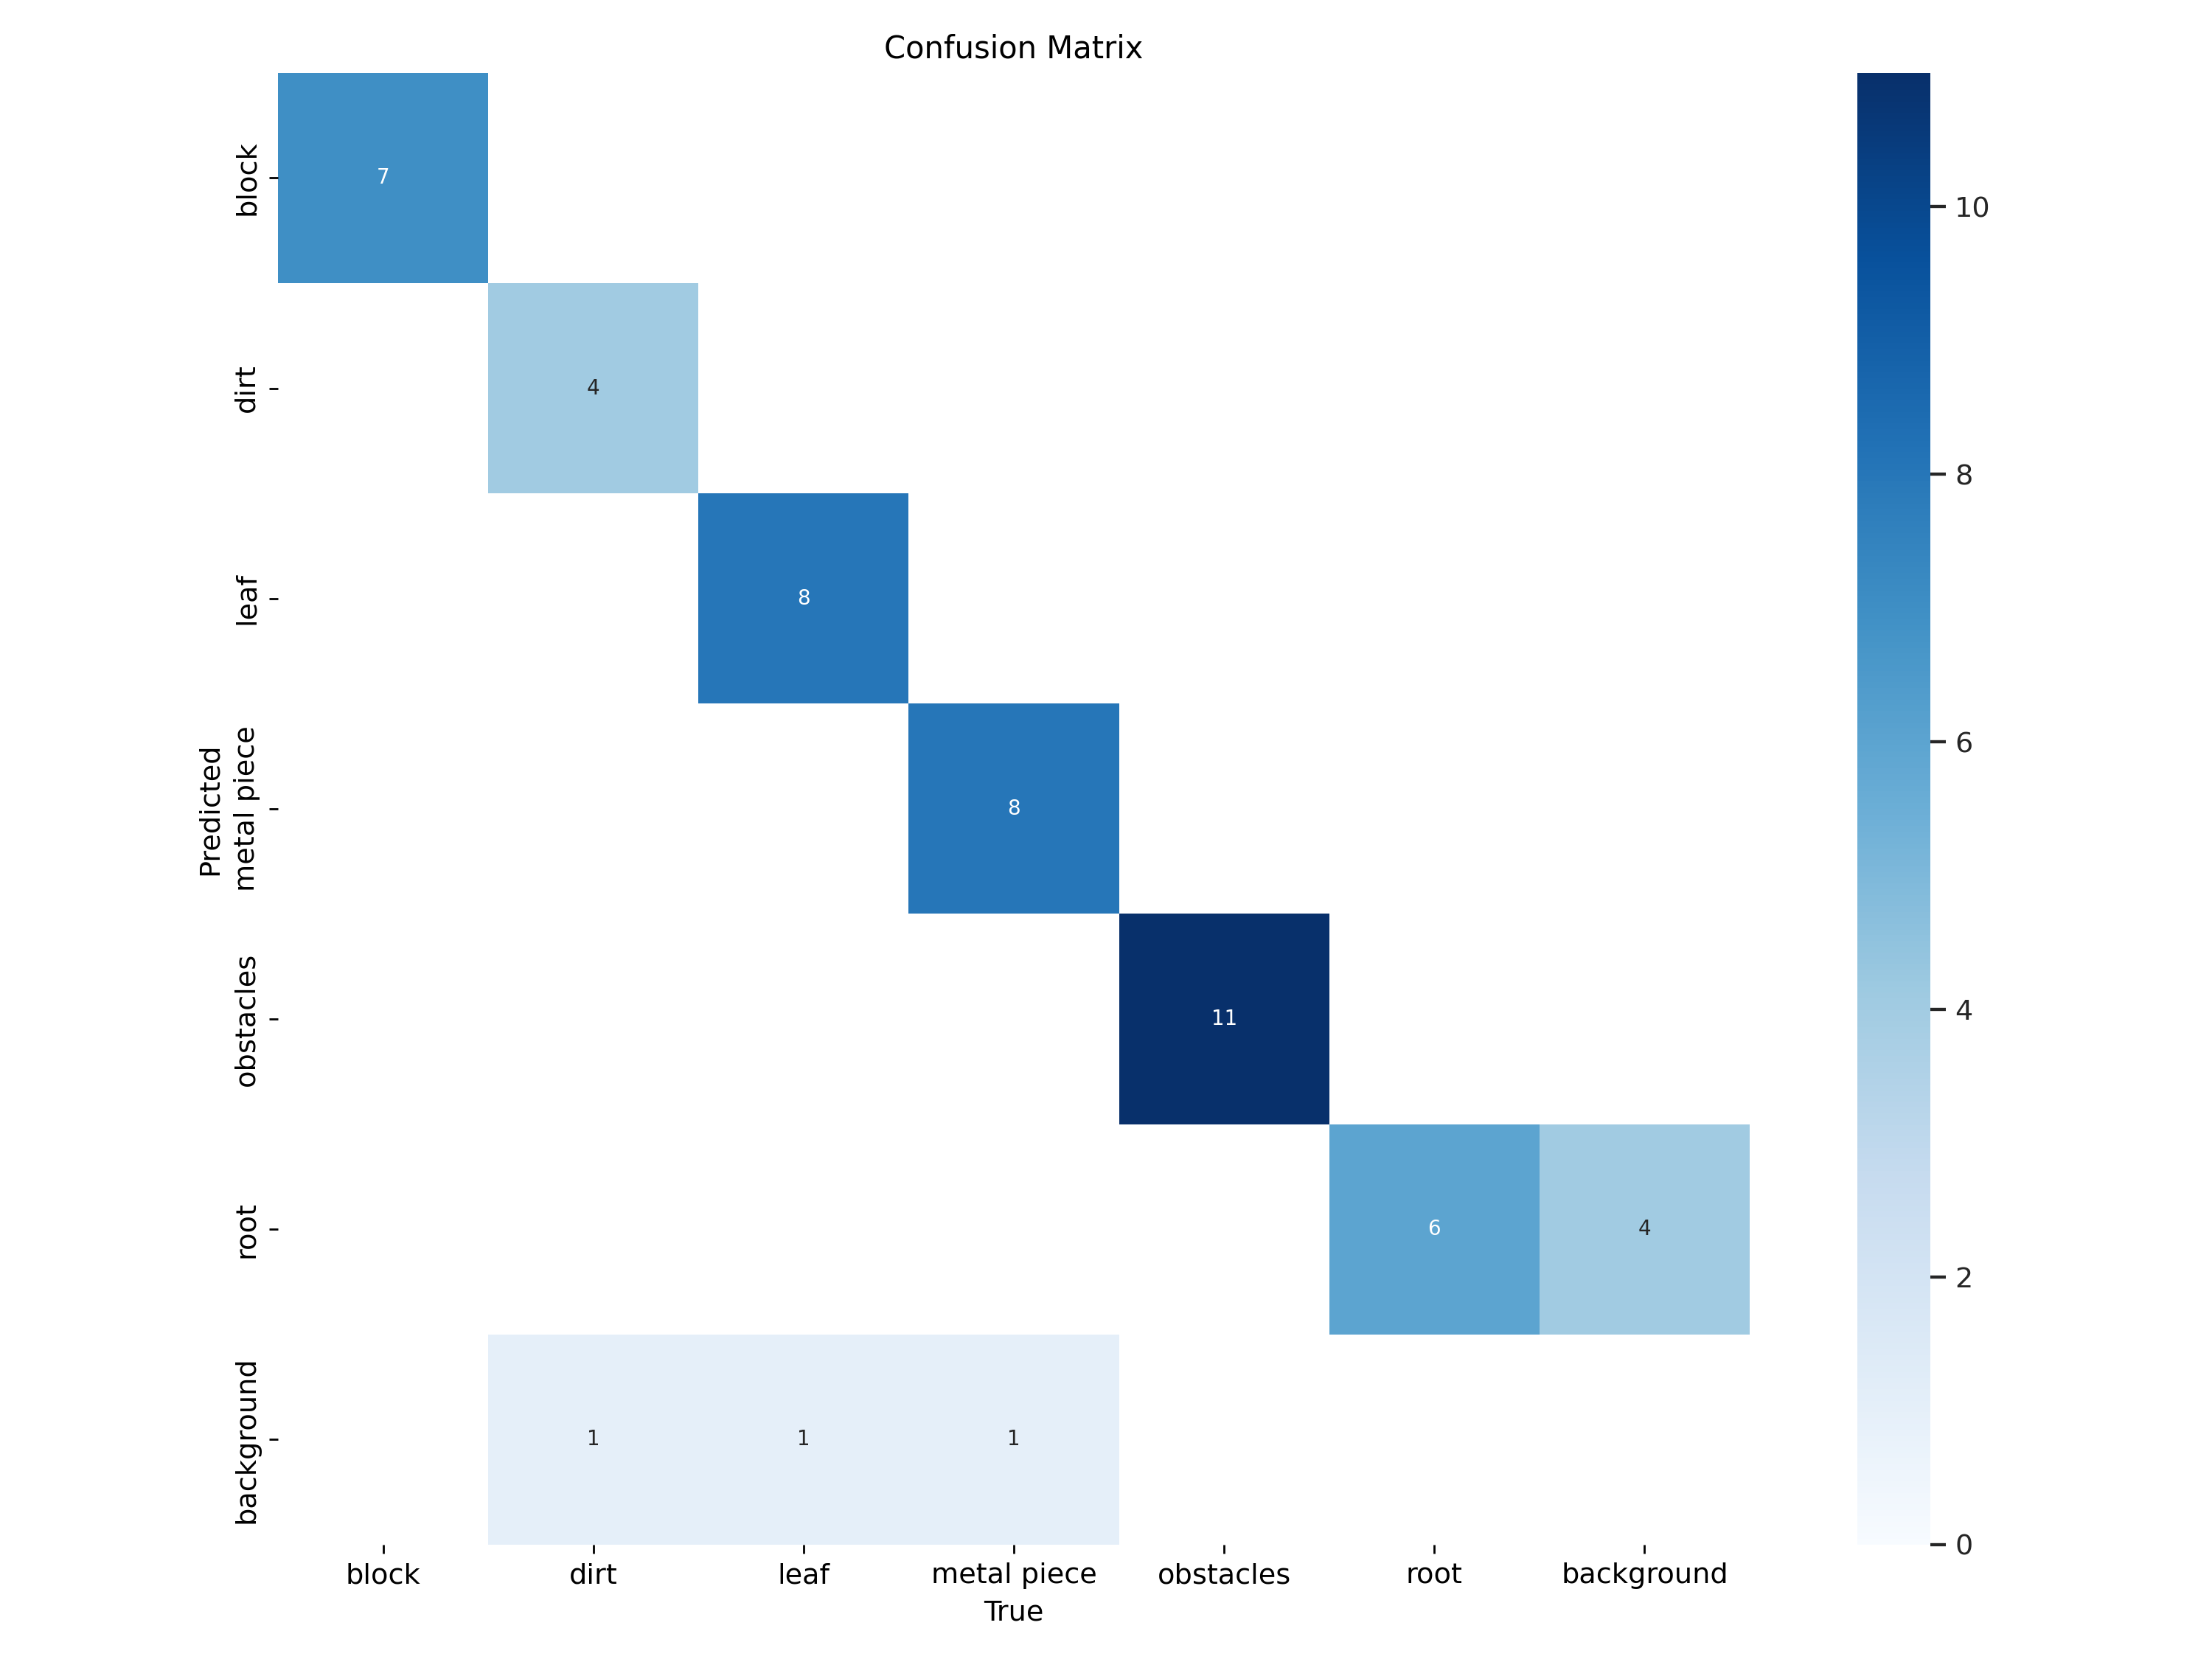 Confusion Matrix
block
7
dirt
4
leaf
8
Predicted
metal piece
8
obstacles
11
root
6 4
background
1 1 1
block dirt leaf metal piece obstacles root background
True
10
8
6
4
2
0